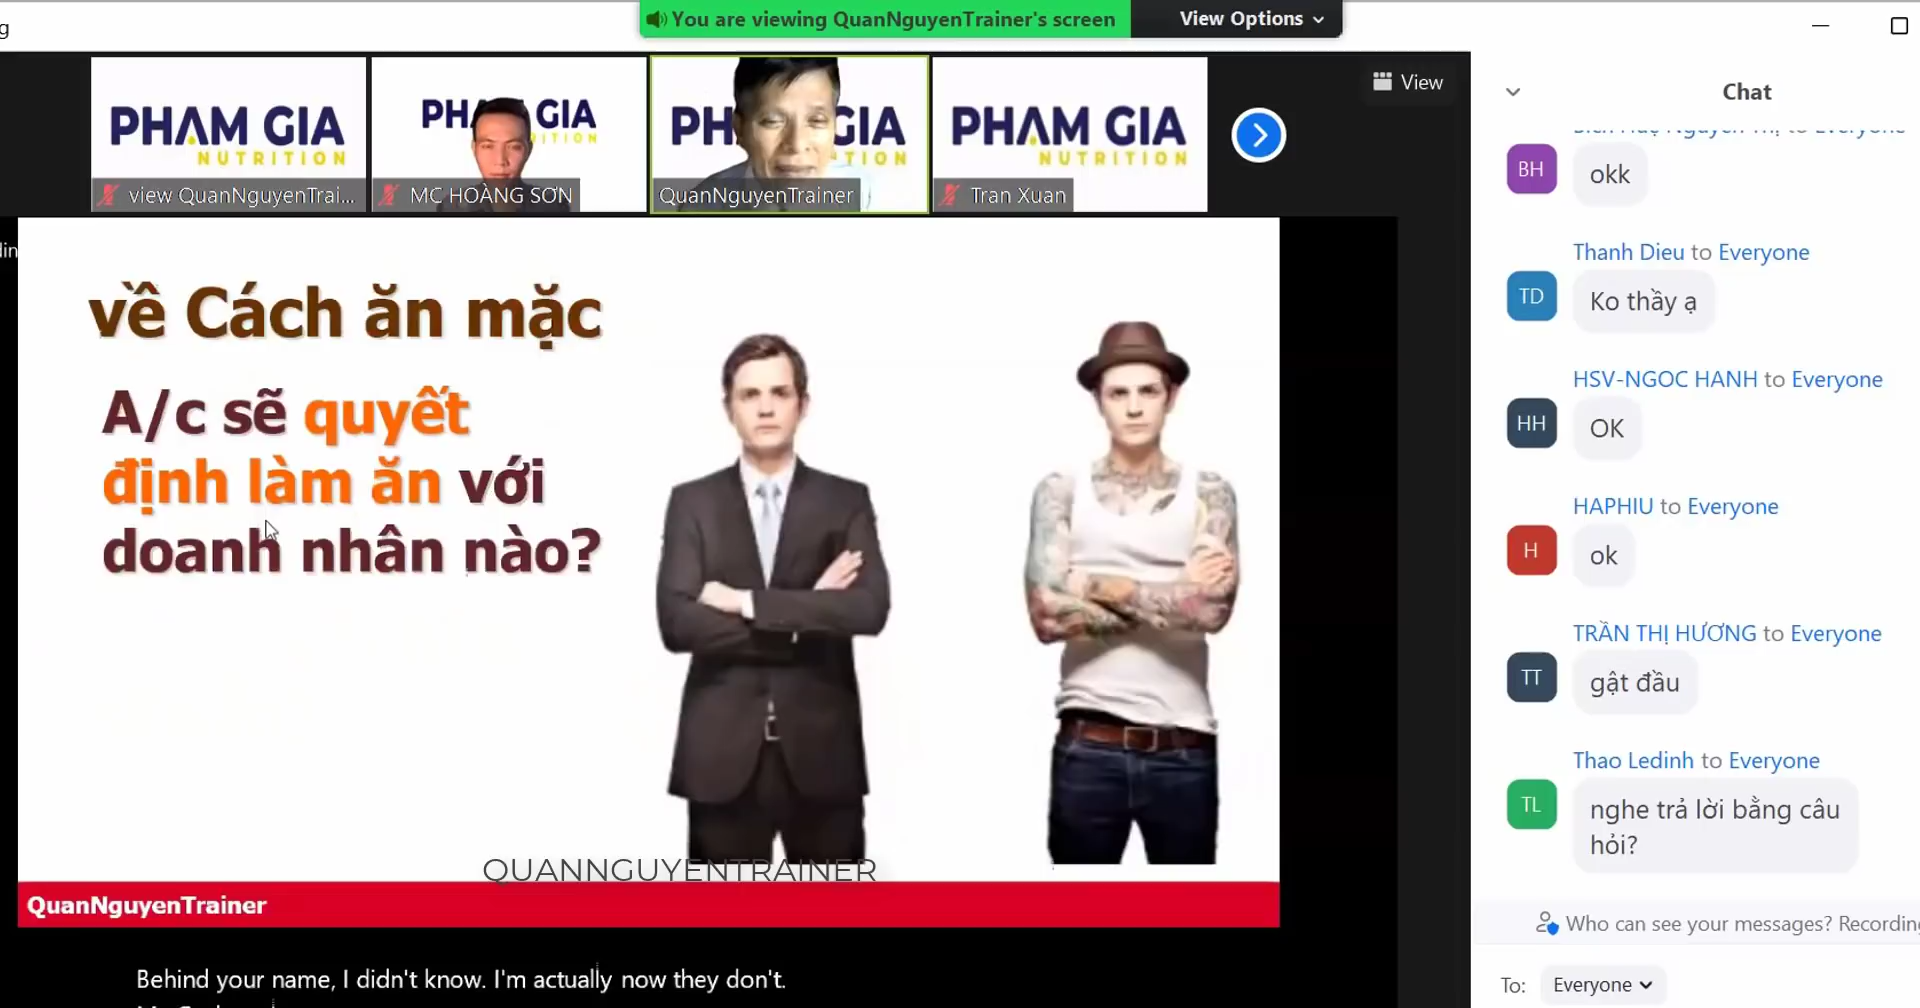 You are viewing QuanNguyenTrainer's screen
View Options
PHAM GIA
NUTRITION
view QuanNguyenTrai...
MC HOÀNG SƠN
QuanNguyenTrainer
PHAM GIA
NUTRITION
Tran Xuan
View
về Cách ăn mặc
A/c sẽ quyết
định làm ăn với
doanh nhân nào?
QUANNGUYENTRAINER
QuanNguyenTrainer
Behind your name, I didn't know. I'm actually now they don't.
Chat
BH
okk
Thanh Dieu to Everyone
TD
Ko thầy ạ
HSV-NGOC HANH to Everyone
HH
OK
HAPHIU to Everyone
H
ok
TRẦN THỊ HƯƠNG to Everyone
TT
gật đầu
Thao Ledinh to Everyone
TL
nghe trả lời bằng câu
hỏi?
Who can see your messages? Recording
To: Everyone